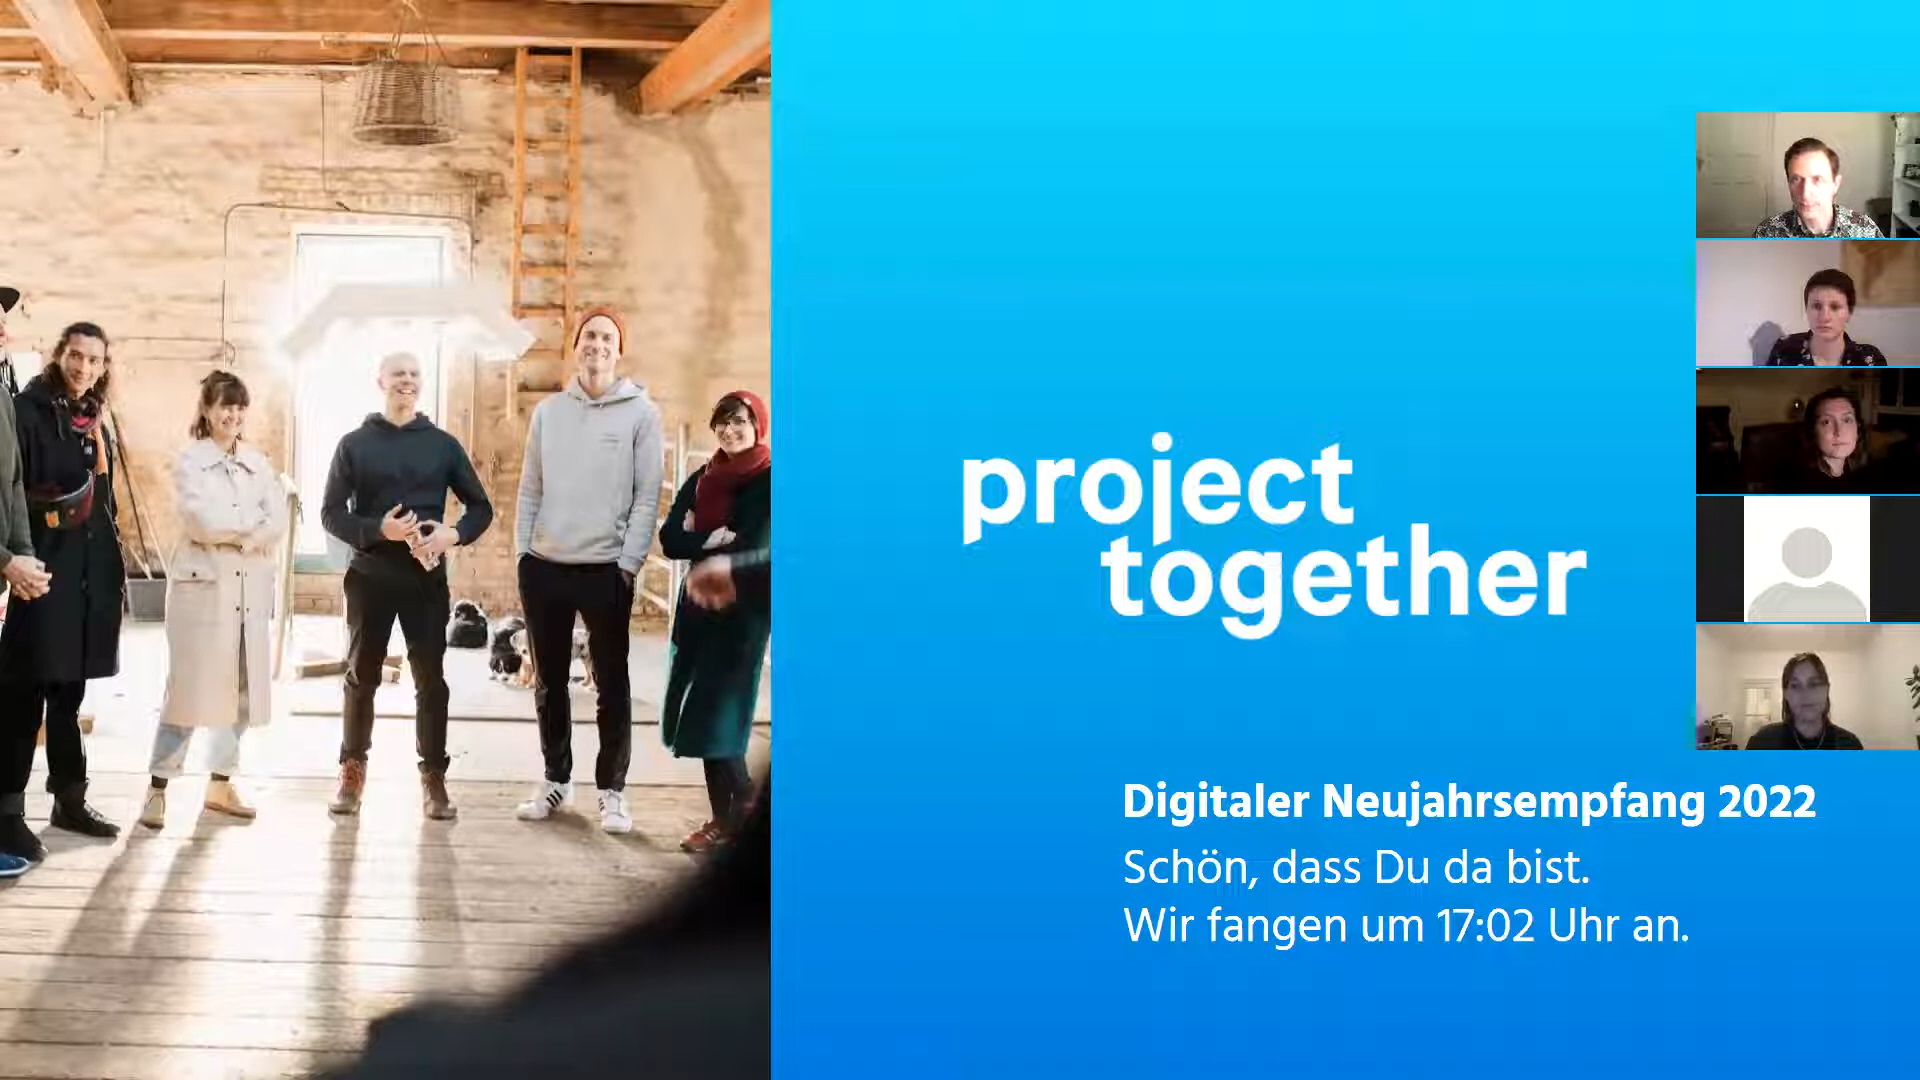 project
together
Digitaler Neujahrsempfang 2022
Schön, dass Du da bist.
Wir fangen um 17:02 Uhr an.